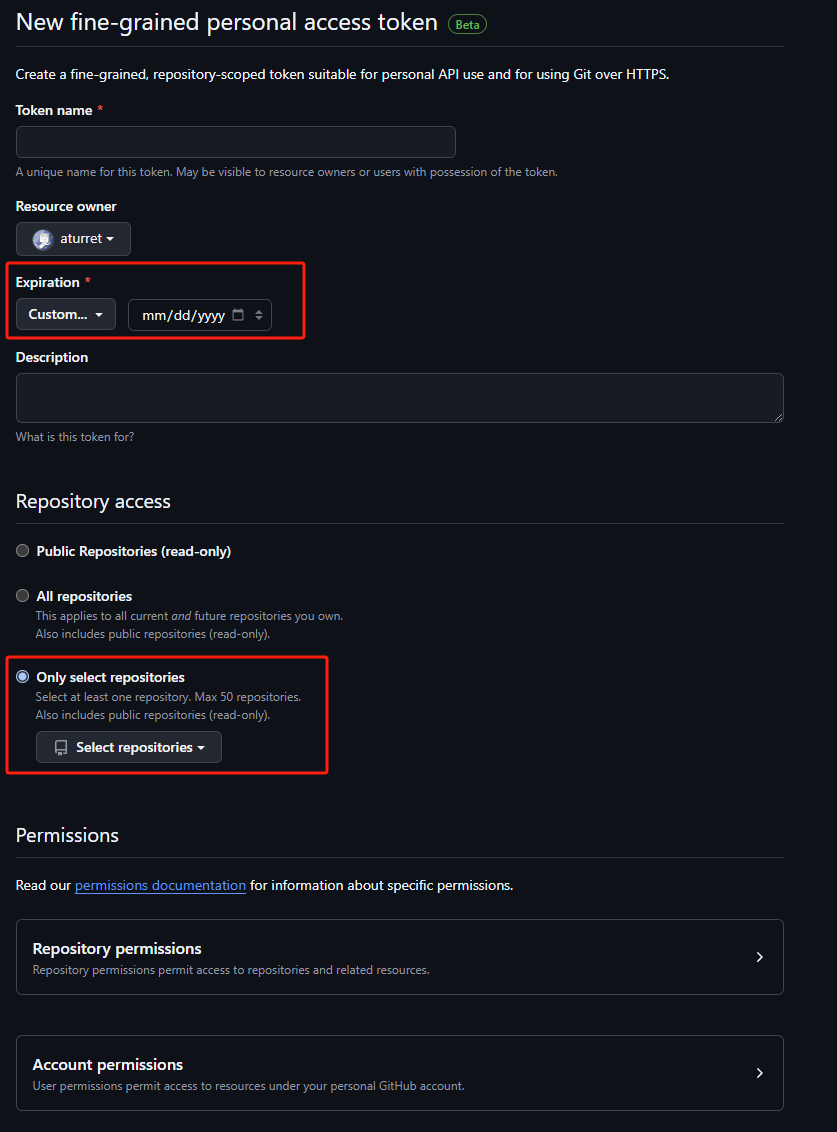 New fine-grained personal access token Beta
Create a fine-grained, repository-scoped token suitable for personal API use and for using Git over HTTPS.
Token name *
A unique name for this token. May be visible to resource owners or users with possession of the token.
Resource owner
aturret
Expiration *
Custom... mm/dd/yyyy
Description
What is this token for?
Repository access
Public Repositories (read-only)
All repositories
This applies to all current and future repositories you own.
Also includes public repositories (read-only).
Only select repositories
Select at least one repository. Max 50 repositories.
Also includes public repositories (read-only).
Select repositories
Permissions
Read our permissions documentation for information about specific permissions.
Repository permissions
Repository permissions permit access to repositories and related resources.
Account permissions
User permissions permit access to resources under your personal GitHub account.